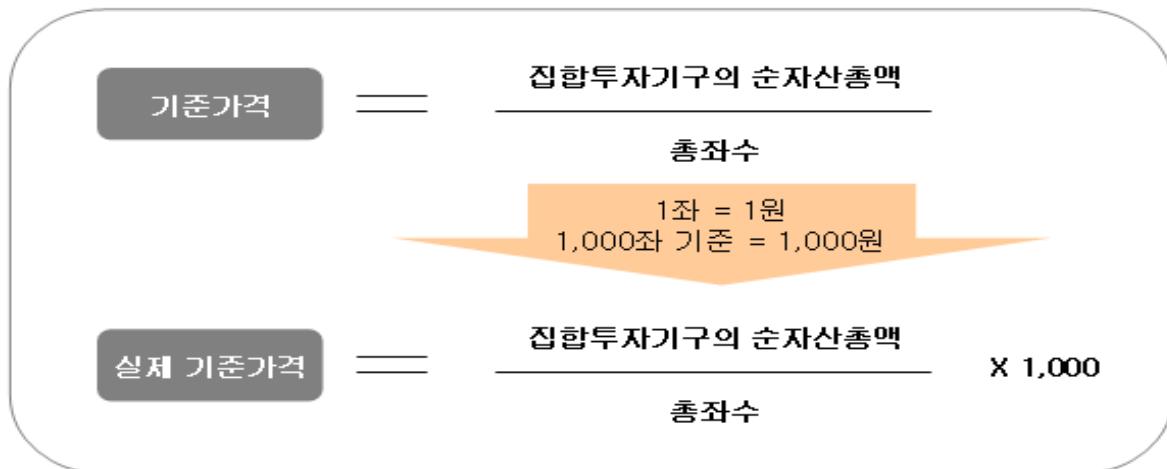 집합투자기구의 순자산총액
기준가격
총좌수
1좌 = 1원
1,000좌 기준 = 1,000원
집합투자기구의 순자산총액
실제 기준가격
X 1,000
총좌수